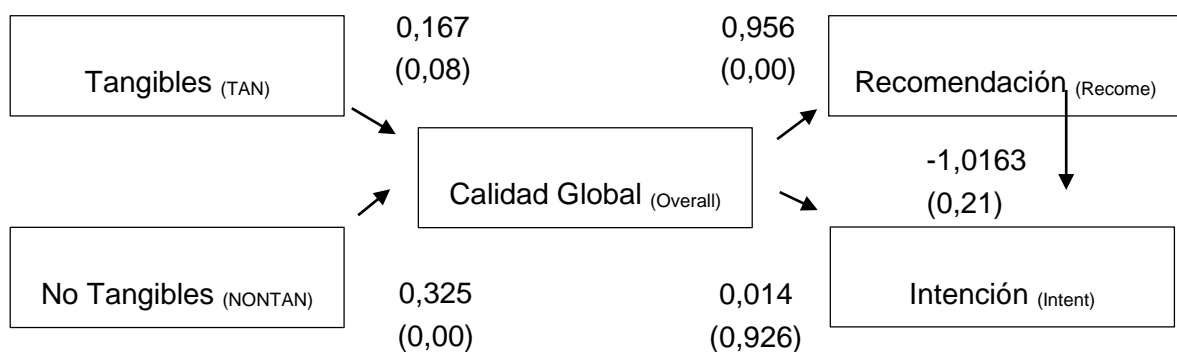 0,167
(0,08)
0,956
(0,00)
Tangibles (TAN)
Recomendación (Recome)
Calidad Global (Overall)
-1,0163
(0,21)
No Tangibles (NONTAN)
0,325
(0,00)
0,014
(0,926)
Intención (Intent)